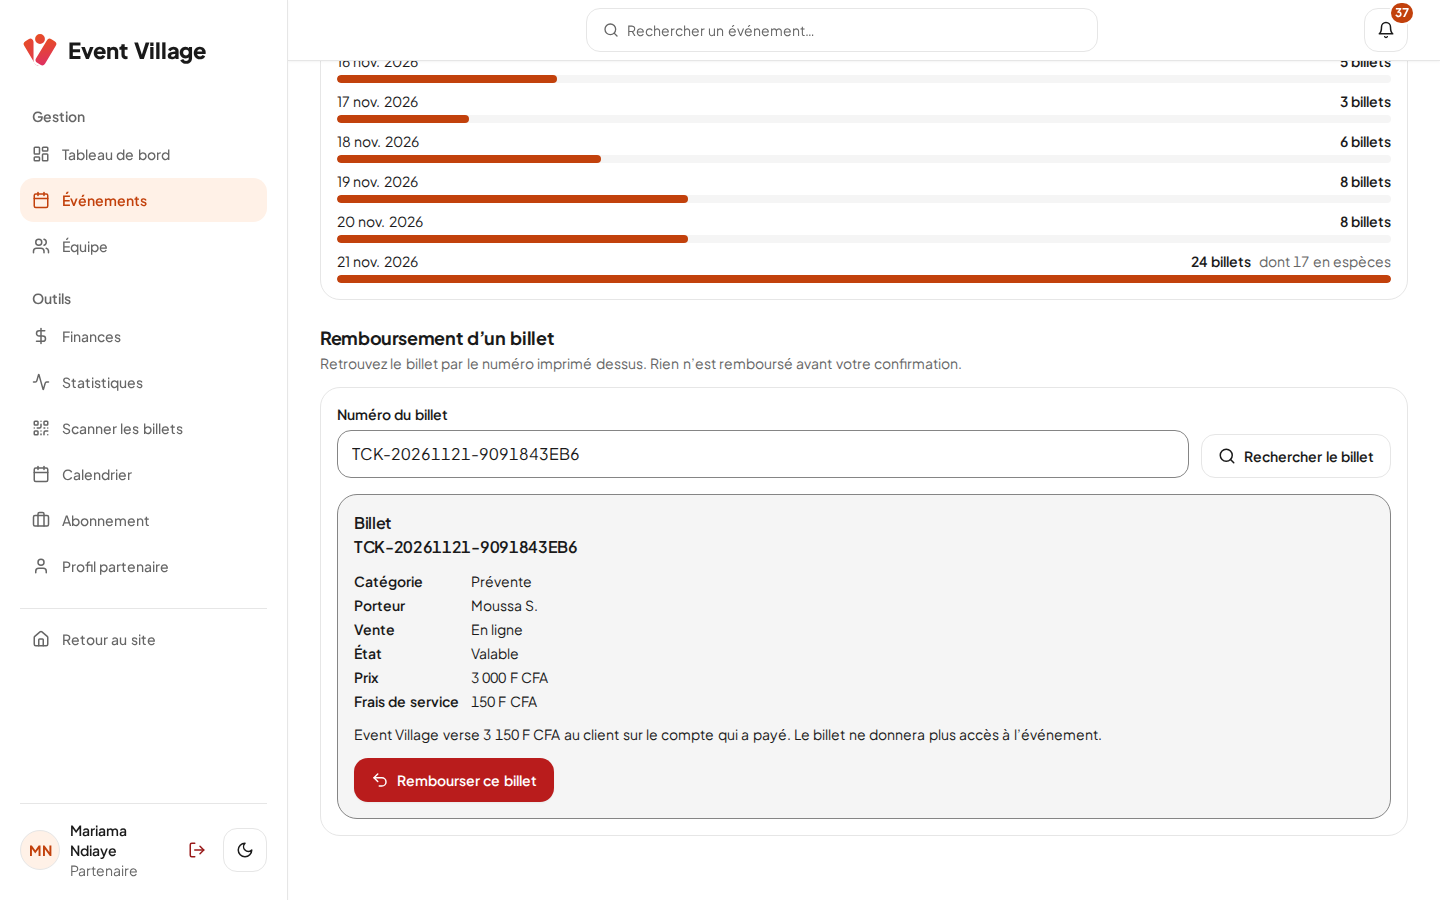 Event Village
Rechercher un événement...
37
Gestion
Tableau de bord
Événements
Équipe
Outils
Finances
Statistiques
Scanner les billets
Calendrier
Abonnement
Profil partenaire
Retour au site
MN
Mariama
Ndiaye
Partenaire
16 nov. 2026 5 billets
17 nov. 2026 3 billets
18 nov. 2026 6 billets
19 nov. 2026 8 billets
20 nov. 2026 8 billets
21 nov. 2026 24 billets dont 17 en espèces
Remboursement d’un billet
Retrouvez le billet par le numéro imprimé dessus. Rien n’est remboursé avant votre confirmation.
Numéro du billet
TCK-20261121-9091843EB6
Rechercher le billet
Billet
TCK-20261121-9091843EB6
Catégorie Prévente
Porteur Moussa S.
Vente En ligne
État Valable
Prix 3 000 F CFA
Frais de service 150 F CFA
Event Village verse 3 150 F CFA au client sur le compte qui a payé. Le billet ne donnera plus accès à l’événement.
Rembourser ce billet